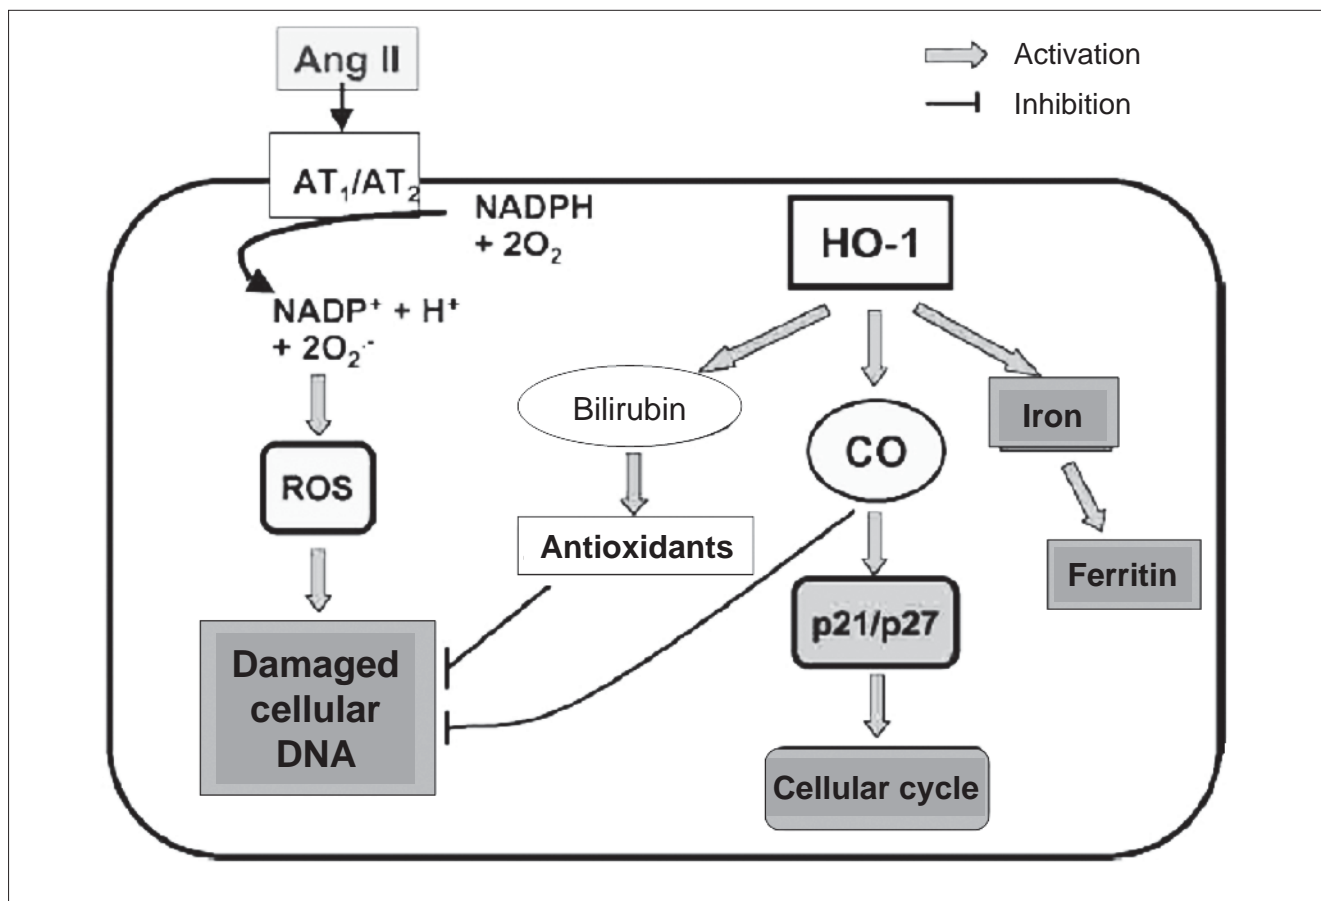 Ang II
Activation
Inhibition
AT₁/AT₂
NADPH
+ 2O₂
HO-1
NADP⁺ + H⁺
+ 2O₂·⁻
Bilirubin
Iron
CO
ROS
Antioxidants
Ferritin
p21/p27
Damaged
cellular
DNA
Cellular cycle